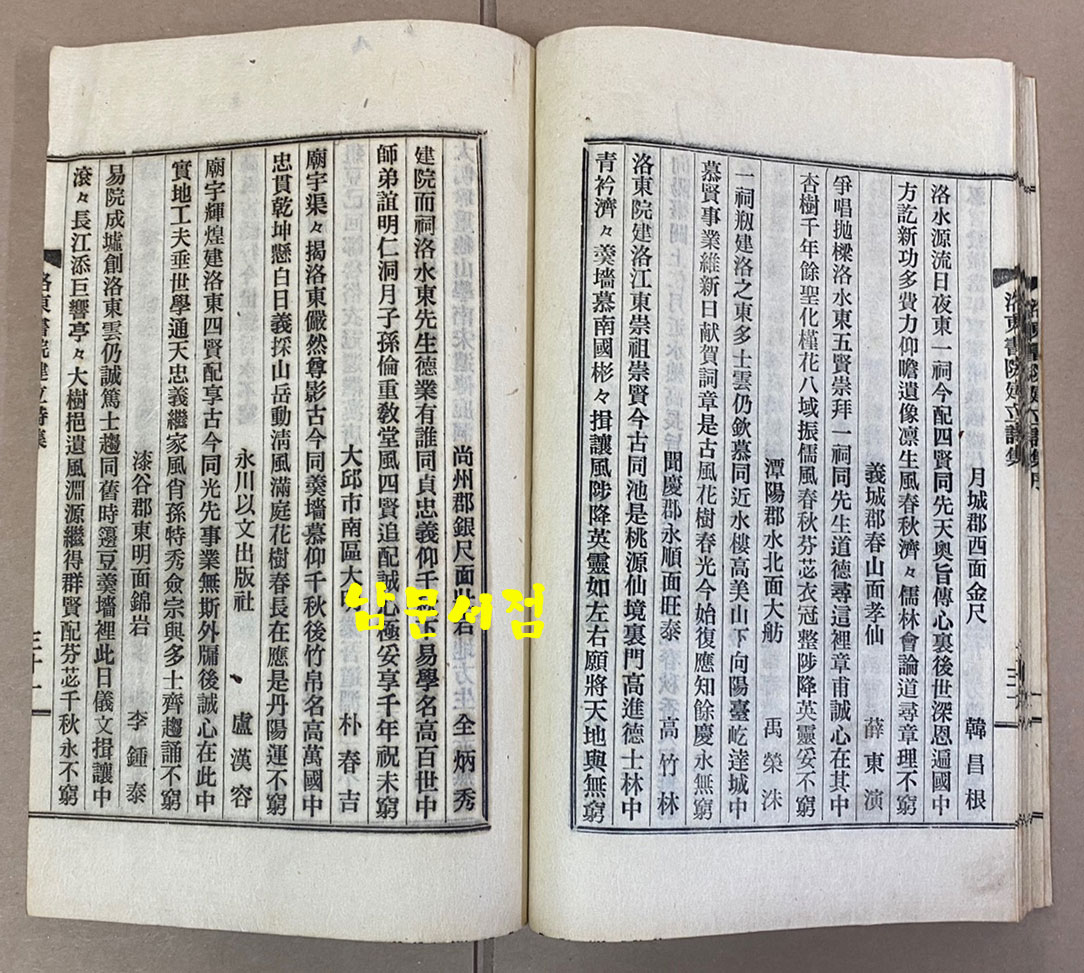 洛東書院建立詩集
月城郡西面金尺 韓昌根
洛水源流日夜東一祠今配四賢同先天奧旨傳心裏後世深恩遍國中
方訖新功多費力仰瞻遺像凛生風春秋濟々儒林會論道尋章理不窮
義城郡春山面孝仙 薛東演
爭唱拋樑洛水東五賢崇拜一祠同先生道德尋這裡章甫誠心在其中
杏樹千年餘聖化槿花八域振儒風春秋芬苾衣冠整陟降英靈妥不窮
潭陽郡水北面大舫 禹榮洙
一祠刱建洛之東多士雲仍欽慕同近水樓高美山下向陽臺屹達城中
慕賢事業維新日献賀詞章是古風花樹春光今始復應知餘慶永無窮
聞慶郡永順面旺泰 高竹林
洛東院建洛江東崇祖崇賢今古同池是桃源仙境裏門高進德士林中
青衿濟々羹墻慕南國彬々揖讓風陟降英靈如左右願將天地與無窮
尚州郡銀尺面 全炳秀
建院而祠洛水東先生德業有誰同貞忠義仰千 易學名高百世中
師弟誼明仁洞月子孫倫重敎堂風四賢追配誠心極妥享千年祝未窮
大邱市南區大 朴春吉
廟宇渠々揭洛東儼然尊影古今同羹墻慕仰千秋後竹帛名高萬國中
忠貫乾坤懸白日義探山岳動淸風滿庭花樹春長在應是丹陽運不窮
永川以文出版社 盧漢容
廟宇輝煌建洛東四賢配享古今同光先事業無斯外牖後誠心在此中
實地工夫垂世學通天忠義繼家風肖孫特秀僉宗與多士齊趨誦不窮
漆谷郡東明面錦岩 李鍾泰
易院成墟創洛東雲仍誠篤士趨同舊時籩豆羹墻裡此日儀文揖讓中
滾々長江添巨響亭々大樹挹遺風淵源繼得群賢配芬苾千秋永不窮
洛東書院建立詩集
三十一
남문서점